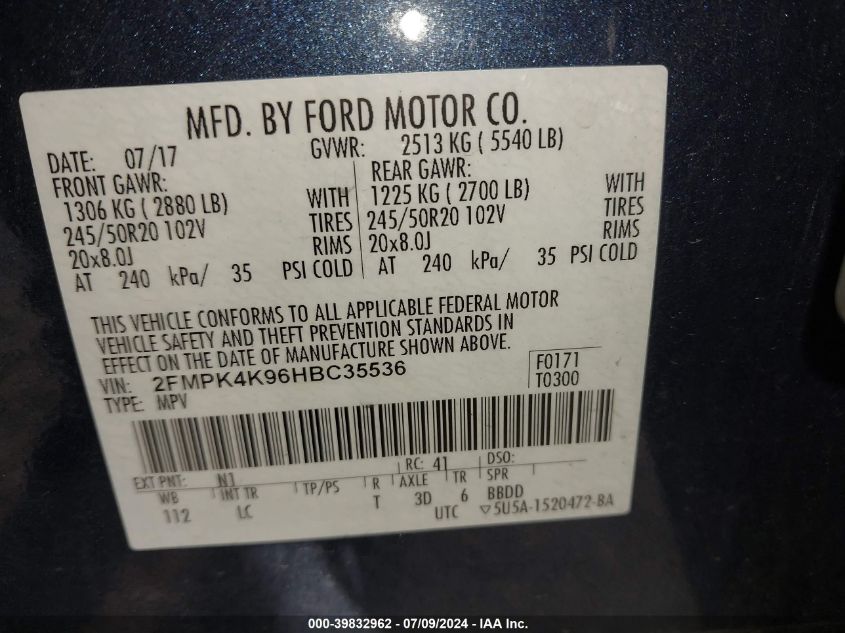 MFD. BY FORD MOTOR CO.
DATE: 07/17 GVWR: 2513 KG ( 5540 LB)
FRONT GAWR: REAR GAWR:
1306 KG ( 2880 LB) WITH 1225 KG ( 2700 LB) WITH
245/50R20 102V TIRES 245/50R20 102V TIRES
20x8.0J RIMS 20x8.0J RIMS
AT 240 kPa/ 35 PSI COLD AT 240 kPa/ 35 PSI COLD
THIS VEHICLE CONFORMS TO ALL APPLICABLE FEDERAL MOTOR
VEHICLE SAFETY AND THEFT PREVENTION STANDARDS IN
EFFECT ON THE DATE OF MANUFACTURE SHOWN ABOVE.
VIN: 2FMPK4K96HBC35536 F0171
TYPE: MPV T0300
EXT PNT: N1 RC: 41 DSO:
WB INT TR TP/PS R AXLE TR SPR
112 LC T 3D 6 BBDD
UTC ▽5U5A-1520472-BA
000-39832962 - 07/09/2024 - IAA Inc.